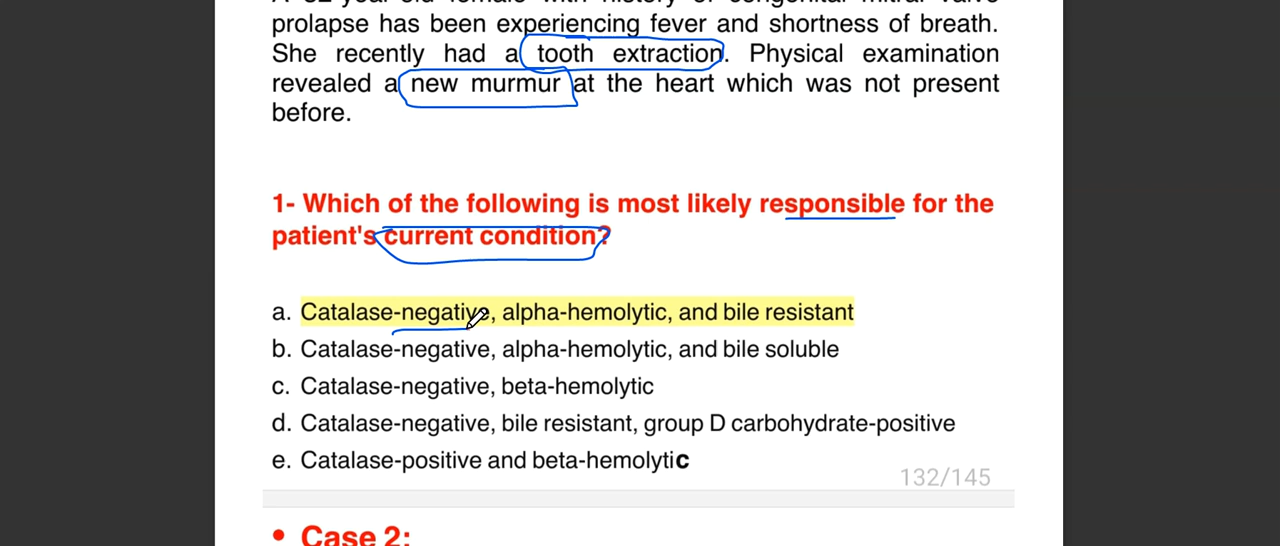 prolapse has been experiencing fever and shortness of breath.
She recently had a tooth extraction. Physical examination
revealed a new murmur at the heart which was not present
before.
1- Which of the following is most likely responsible for the
patient's current condition?
a. Catalase-negative, alpha-hemolytic, and bile resistant
b. Catalase-negative, alpha-hemolytic, and bile soluble
c. Catalase-negative, beta-hemolytic
d. Catalase-negative, bile resistant, group D carbohydrate-positive
e. Catalase-positive and beta-hemolytic
132/145
• Case 2: